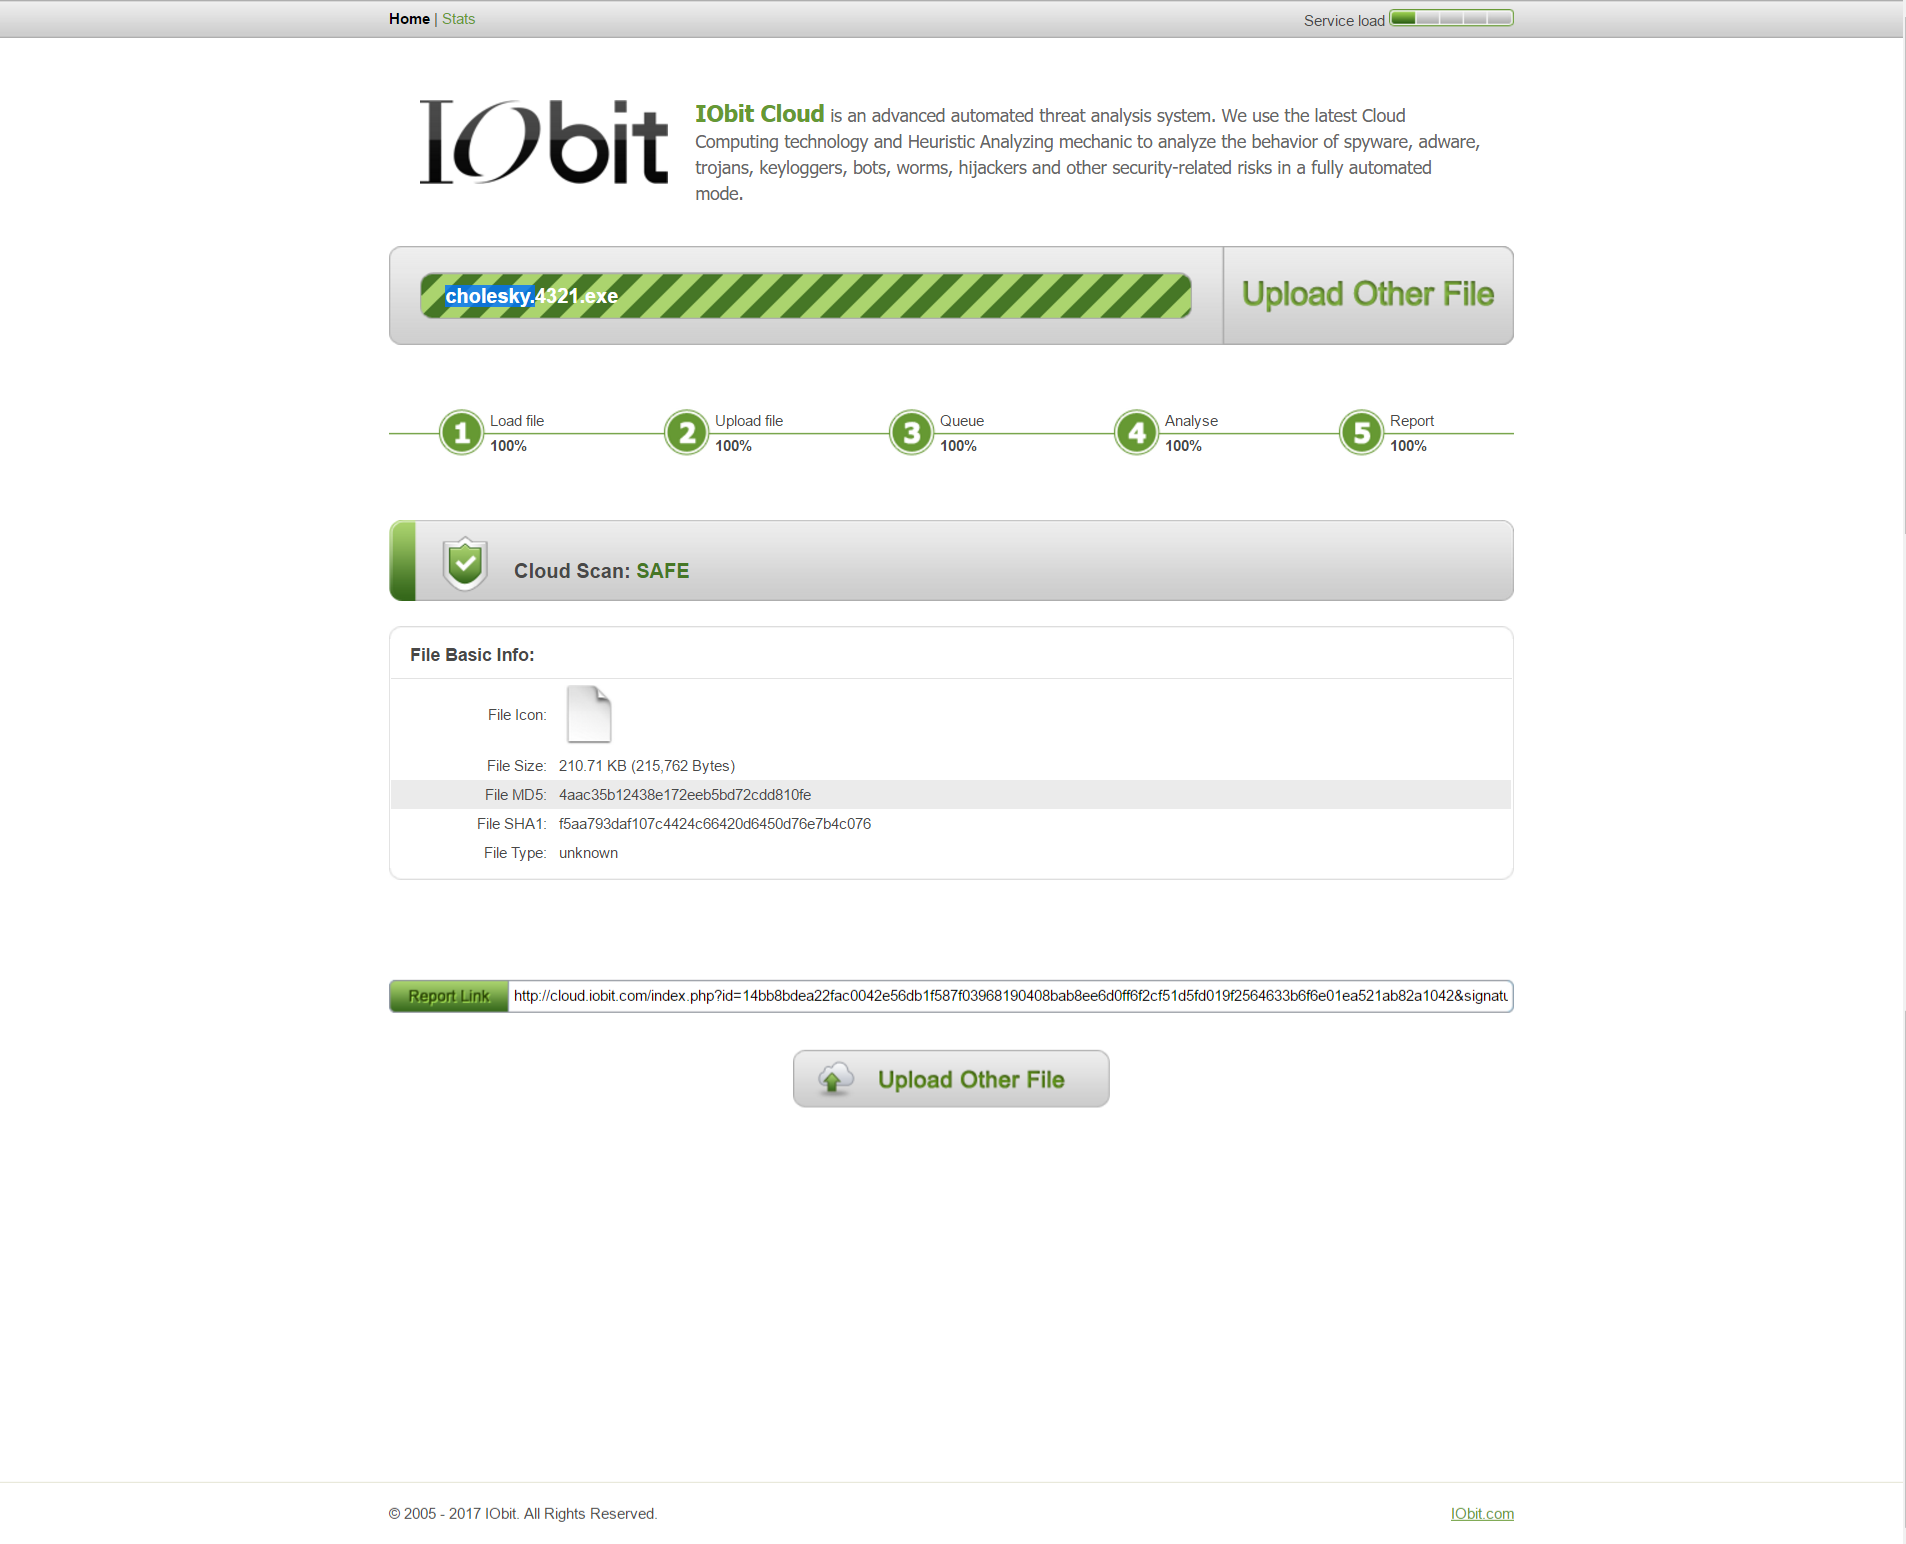 Home | Stats
Service load
IObit
IObit Cloud is an advanced automated threat analysis system. We use the latest Cloud
Computing technology and Heuristic Analyzing mechanic to analyze the behavior of spyware, adware,
trojans, keyloggers, bots, worms, hijackers and other security-related risks in a fully automated
mode.
cholesky.4321.exe
Upload Other File
1 Load file
100%
2 Upload file
100%
3 Queue
100%
4 Analyse
100%
5 Report
100%
Cloud Scan: SAFE
File Basic Info:
File Icon:
File Size: 210.71 KB (215,762 Bytes)
File MD5: 4aac35b12438e172eeb5bd72cdd810fe
File SHA1: f5aa793daf107c4424c66420d6450d76e7b4c076
File Type: unknown
Report Link http://cloud.iobit.com/index.php?id=14bb8bdea22fac0042e56db1f587f03968190408bab8ee6d0ff6f2cf51d5fd019f2564633b6f6e01ea521ab82a1042&signatu
Upload Other File
© 2005 - 2017 IObit. All Rights Reserved.
IObit.com